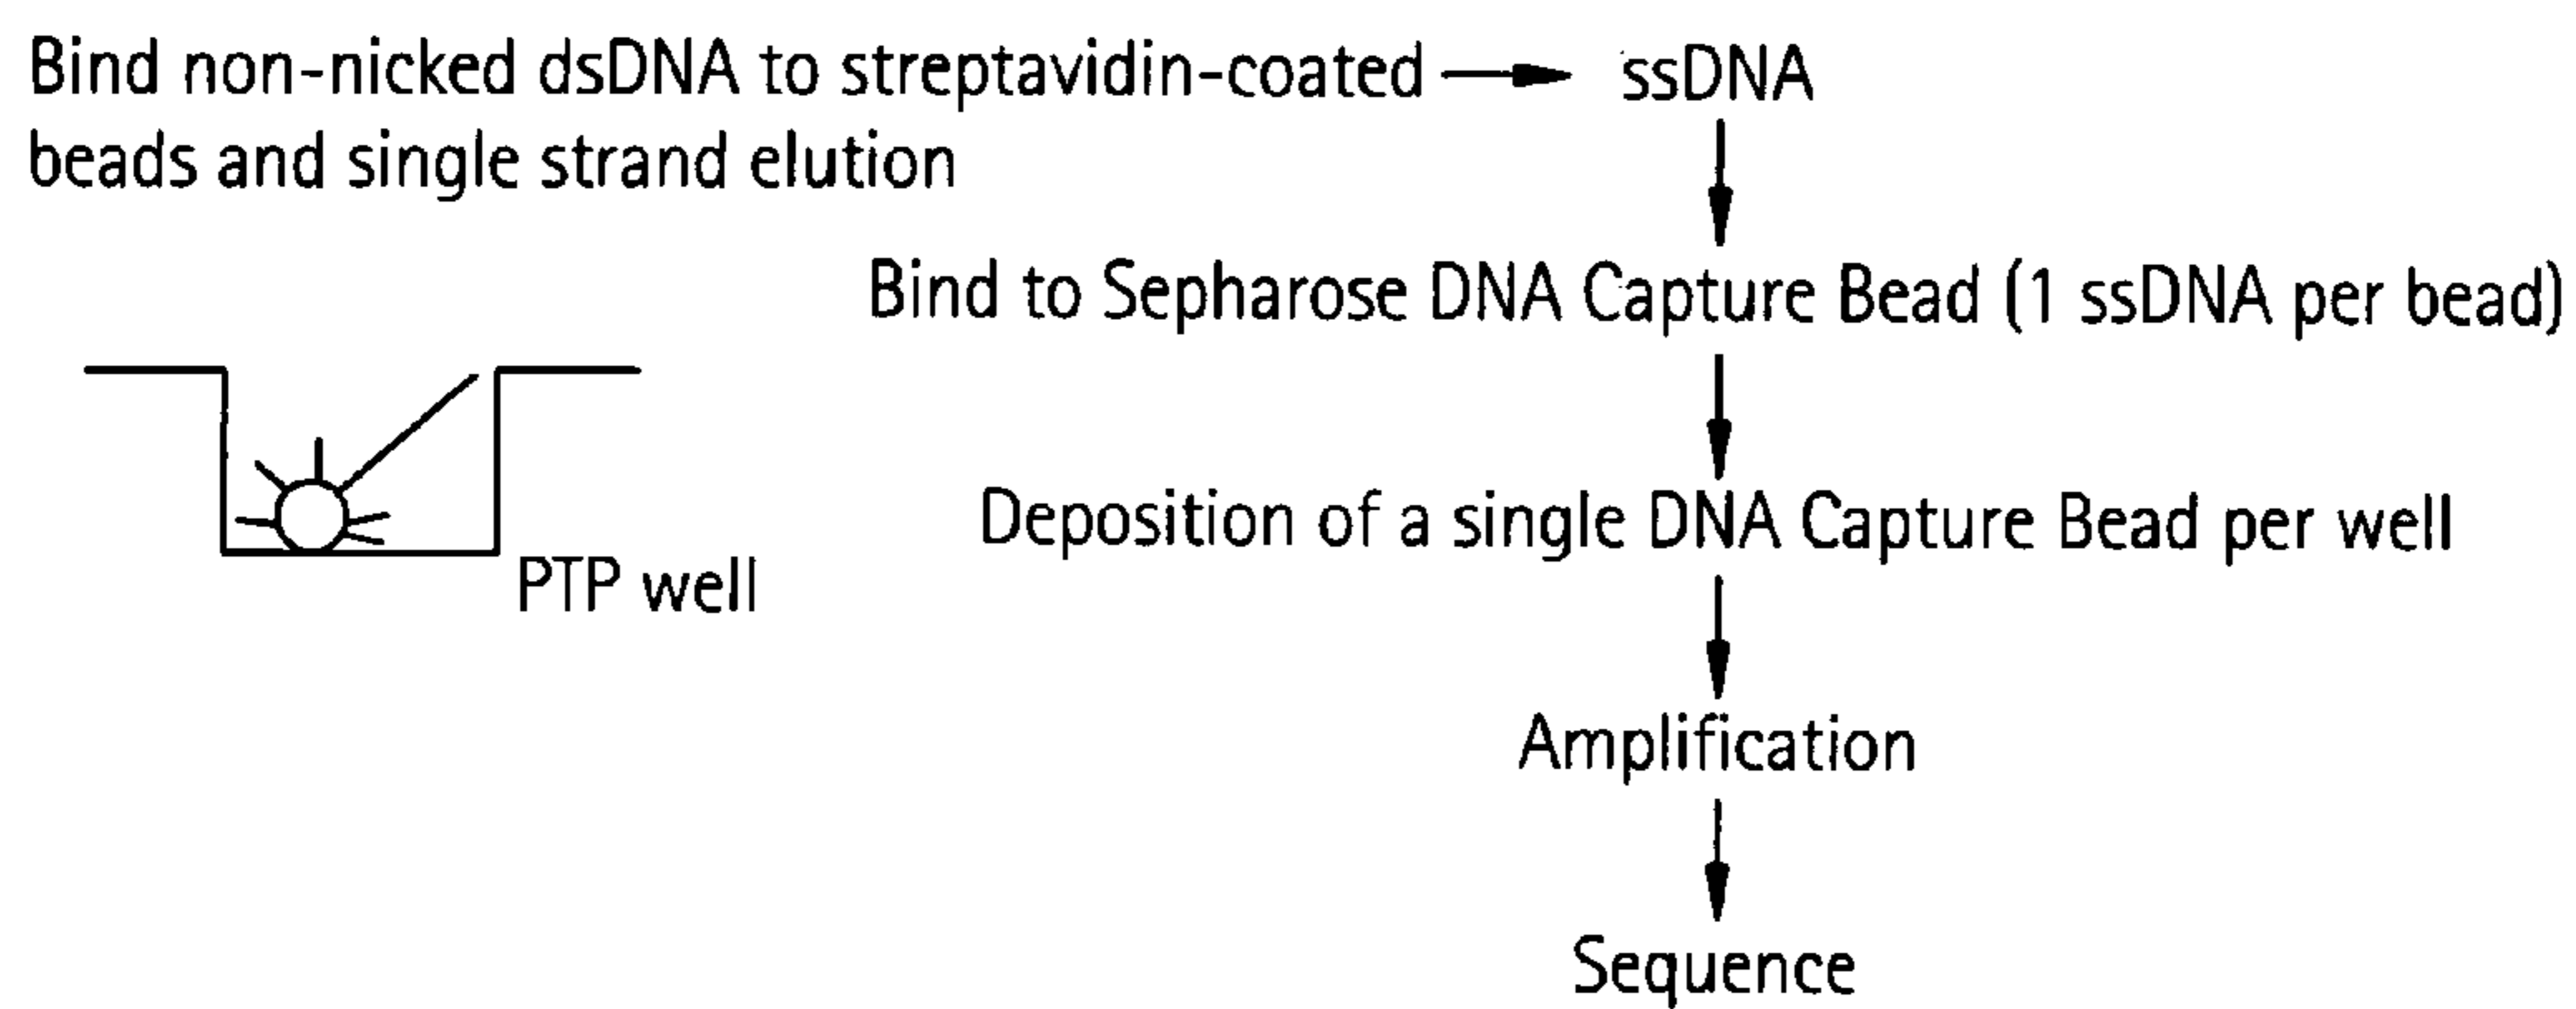 Bind non-nicked dsDNA to streptavidin-coated
beads and single strand elution
ssDNA
Bind to Sepharose DNA Capture Bead (1 ssDNA per bead)
Deposition of a single DNA Capture Bead per well
PTP well
Amplification
Sequence